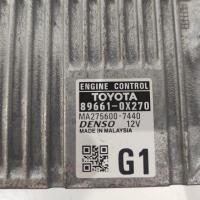 ENGINE CONTROL
TOYOTA
89661-0X270
MA275600-7440
DENSO 12V
MADE IN MALAYSIA
G1